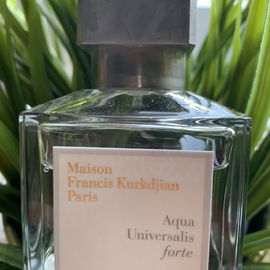 Maison
Francis Kurkdjian
Paris
Aqua
Universalis
forte